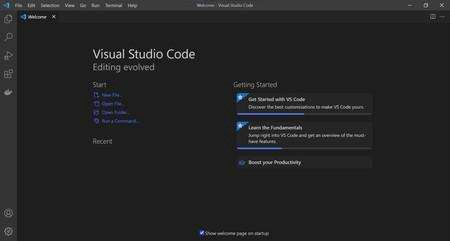 File Edit Selection View Go Run Terminal Help
Welcome - Visual Studio Code
Welcome
Visual Studio Code
Editing evolved
Start
New File...
Open File...
Open Folder...
Run a Command...
Recent
Getting Started
Get Started with VS Code
Discover the best customizations to make VS Code yours.
Learn the Fundamentals
Jump right into VS Code and get an overview of the must-
have features.
Boost your Productivity
Show welcome page on startup